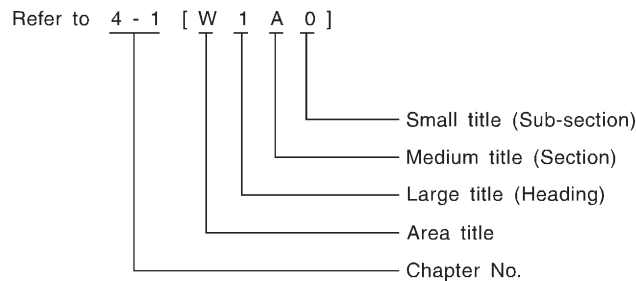 Refer to 4 - 1 [ W 1 A 0 ]
Small title (Sub-section)
Medium title (Section)
Large title (Heading)
Area title
Chapter No.